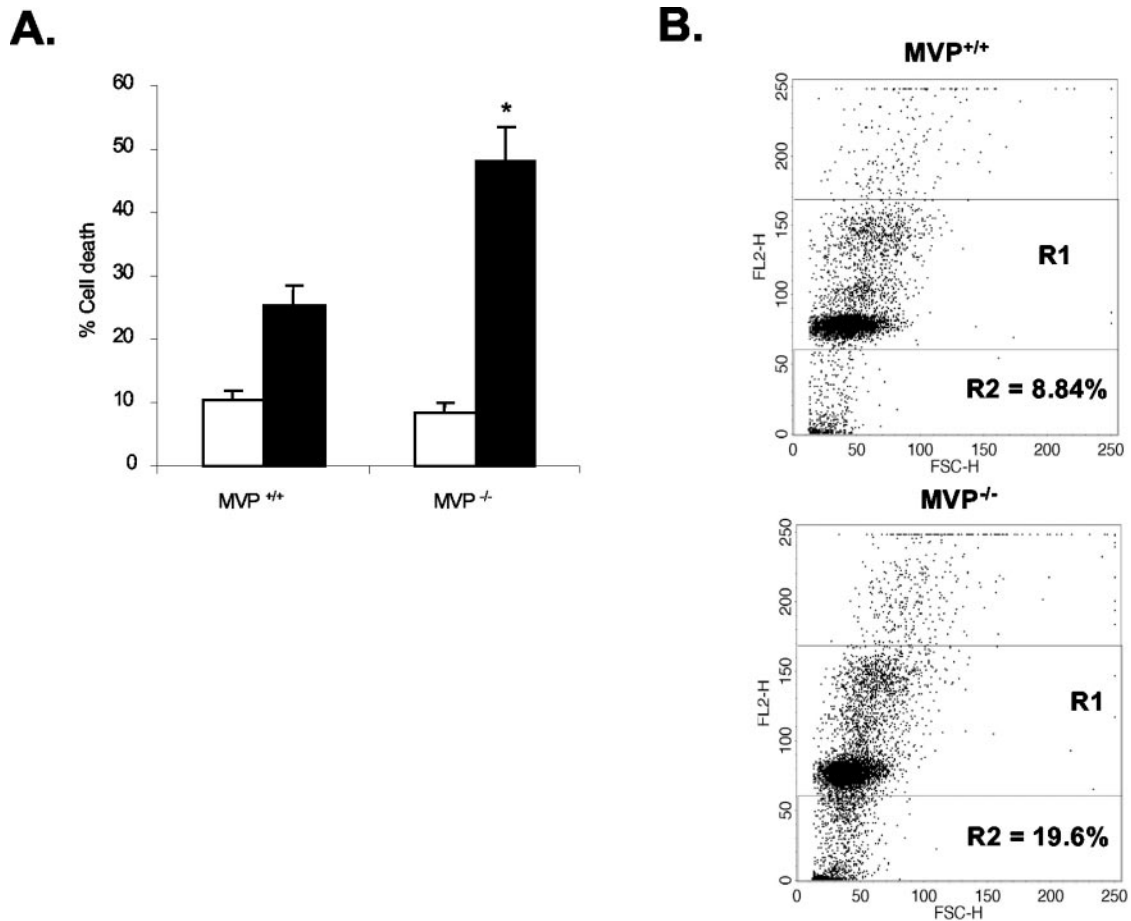 A.
60
50
40
30
20
10
0
% Cell death
*
MVP +/+
MVP -/-
B.
MVP+/+
250
200
150
100
50
0
FL2-H
R1
R2 = 8.84%
0 50 100 150 200 250
FSC-H
MVP-/-
250
200
150
100
50
0
FL2-H
R1
R2 = 19.6%
0 50 100 150 200 250
FSC-H